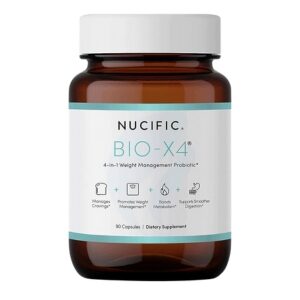 NUCIFIC®
BIO-X4®
4-in-1 Weight Management Probiotic*
Manages Cravings* + Promotes Weight Management* + Boosts Metabolism* + Supports Smoother Digestion*
90 Capsules Dietary Supplement